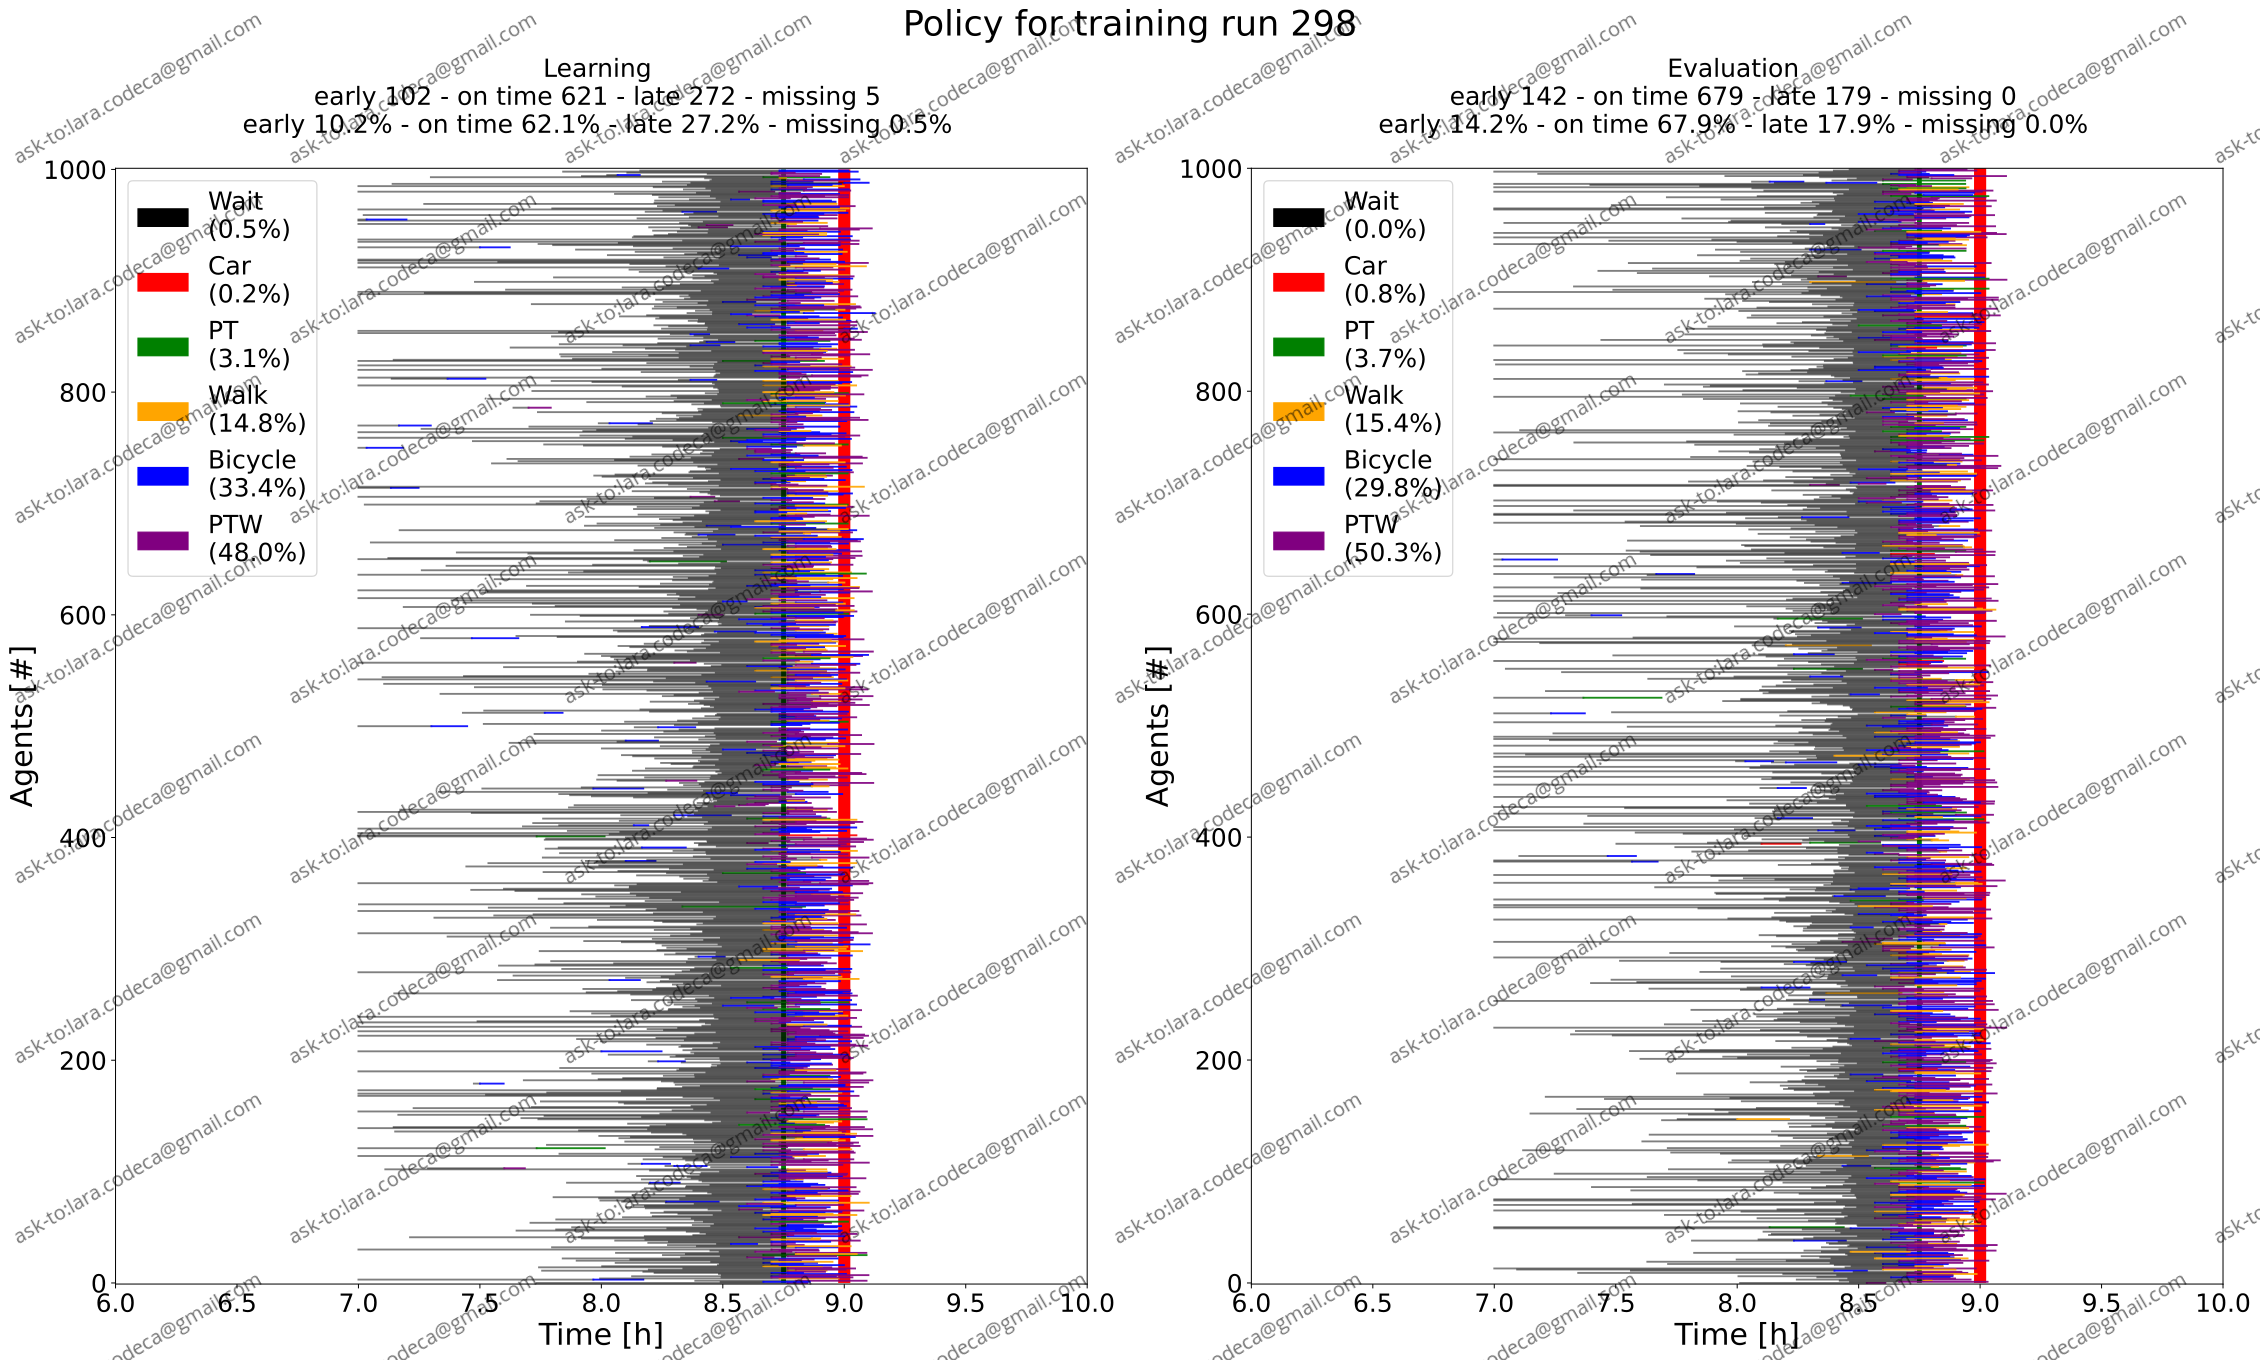 Policy for training run 298
Learning
early 102 - on time 621 - late 272 - missing 5
early 10.2% - on time 62.1% - late 27.2% - missing 0.5%
1000
800
600
400
200
0
Agents [#]
Wait
(0.5%)
Car
(0.2%)
PT
(3.1%)
Walk
(14.8%)
Bicycle
(33.4%)
PTW
(48.0%)
6.0 6.5 7.0 7.5 8.0 8.5 9.0 9.5 10.0
Time [h]
Evaluation
early 142 - on time 679 - late 179 - missing 0
early 14.2% - on time 67.9% - late 17.9% - missing 0.0%
1000
800
600
400
200
0
Agents [#]
Wait
(0.0%)
Car
(0.8%)
PT
(3.7%)
Walk
(15.4%)
Bicycle
(29.8%)
PTW
(50.3%)
6.0 6.5 7.0 7.5 8.0 8.5 9.0 9.5 10.0
Time [h]
ask-to:lara.codeca@gmail.com